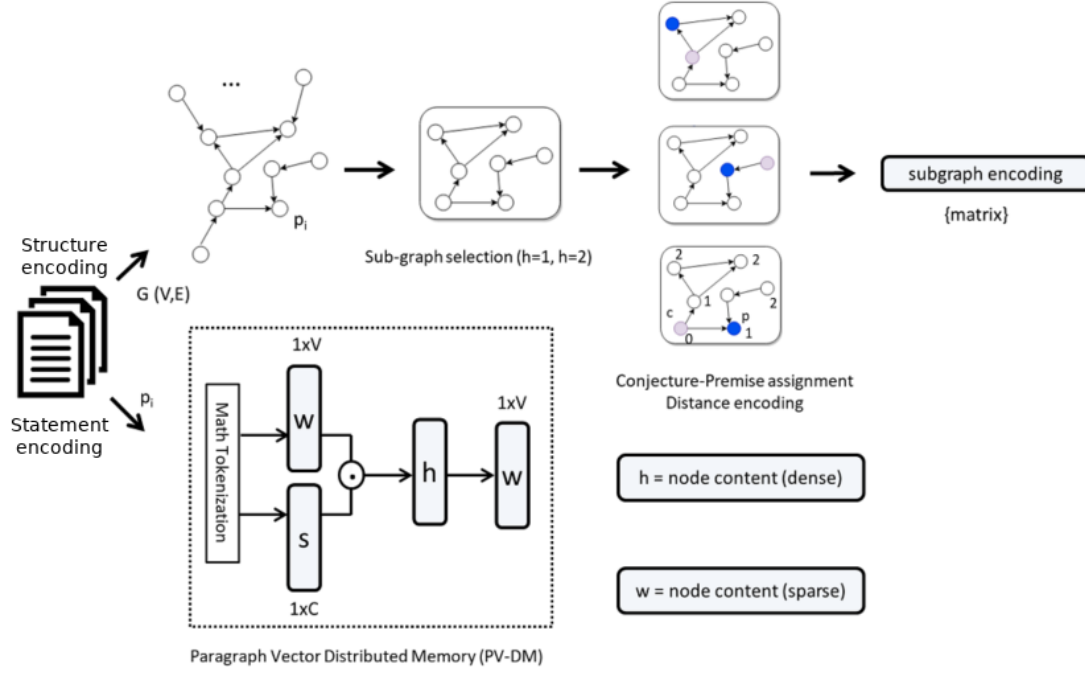 ...
p_i
Structure
encoding
G (V,E)
Sub-graph selection (h=1, h=2)
2
2
1
2
c
p
0
1
Conjecture-Premise assignment
Distance encoding
subgraph encoding
{matrix}
p_i
Statement
encoding
Math Tokenization
1xV
w
s
1xC
h
1xV
w
Paragraph Vector Distributed Memory (PV-DM)
h = node content (dense)
w = node content (sparse)